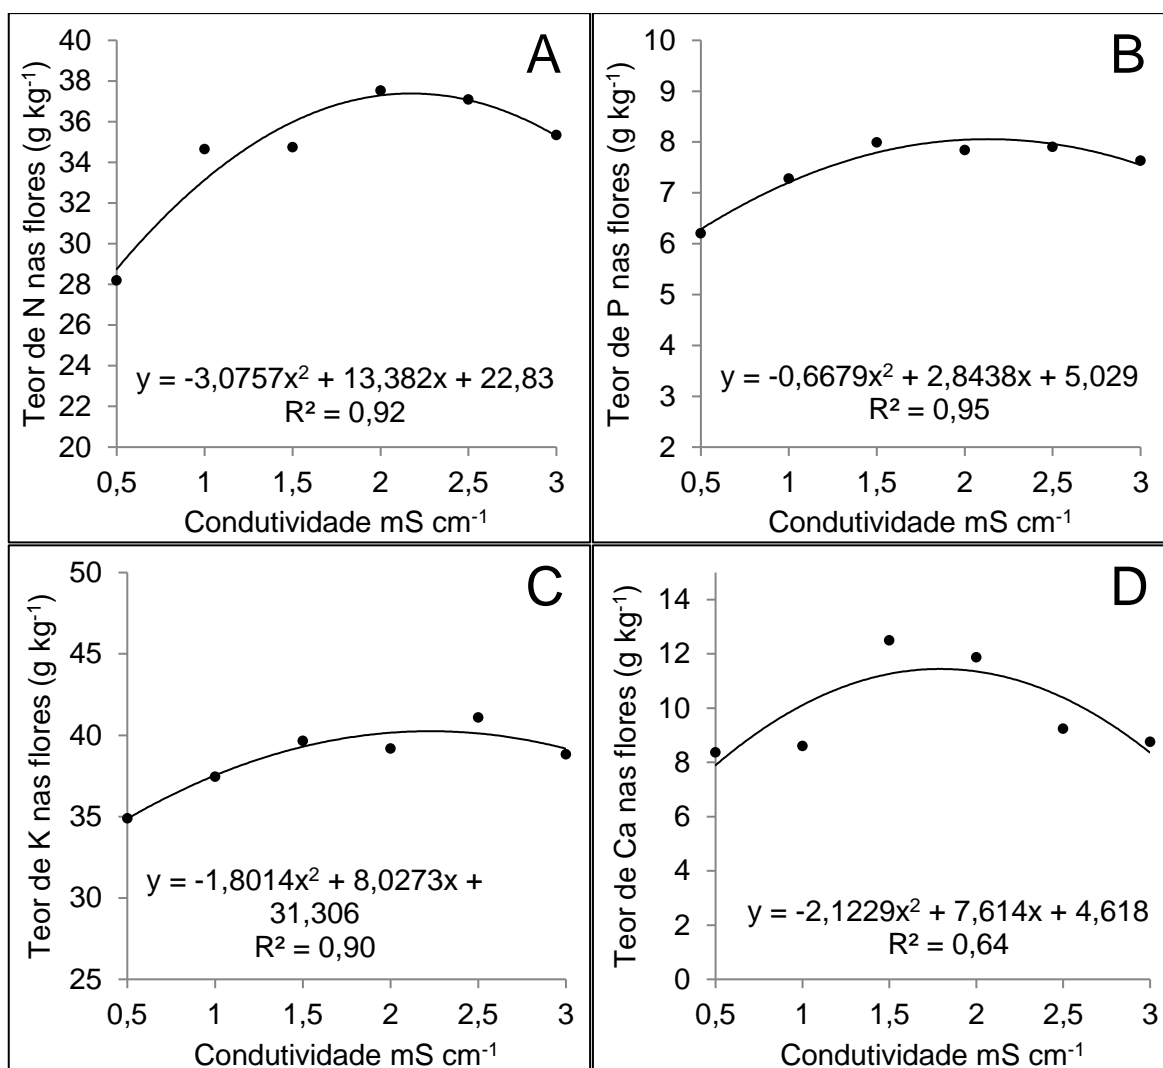 A
Teor de N nas flores (g kg⁻¹)
40
38
36
34
32
30
28
26
24
22
20
y = -3,0757x² + 13,382x + 22,83
R² = 0,92
0,5 1 1,5 2 2,5 3
Condutividade mS cm⁻¹
B
Teor de P nas flores (g kg⁻¹)
10
9
8
7
6
5
4
3
2
y = -0,6679x² + 2,8438x + 5,029
R² = 0,95
0,5 1 1,5 2 2,5 3
Condutividade mS cm⁻¹
C
Teor de K nas flores (g kg⁻¹)
50
45
40
35
30
25
y = -1,8014x² + 8,0273x +
31,306
R² = 0,90
0,5 1 1,5 2 2,5 3
Condutividade mS cm⁻¹
D
Teor de Ca nas flores (g kg⁻¹)
14
12
10
8
6
4
2
0
y = -2,1229x² + 7,614x + 4,618
R² = 0,64
0,5 1 1,5 2 2,5 3
Condutividade mS cm⁻¹